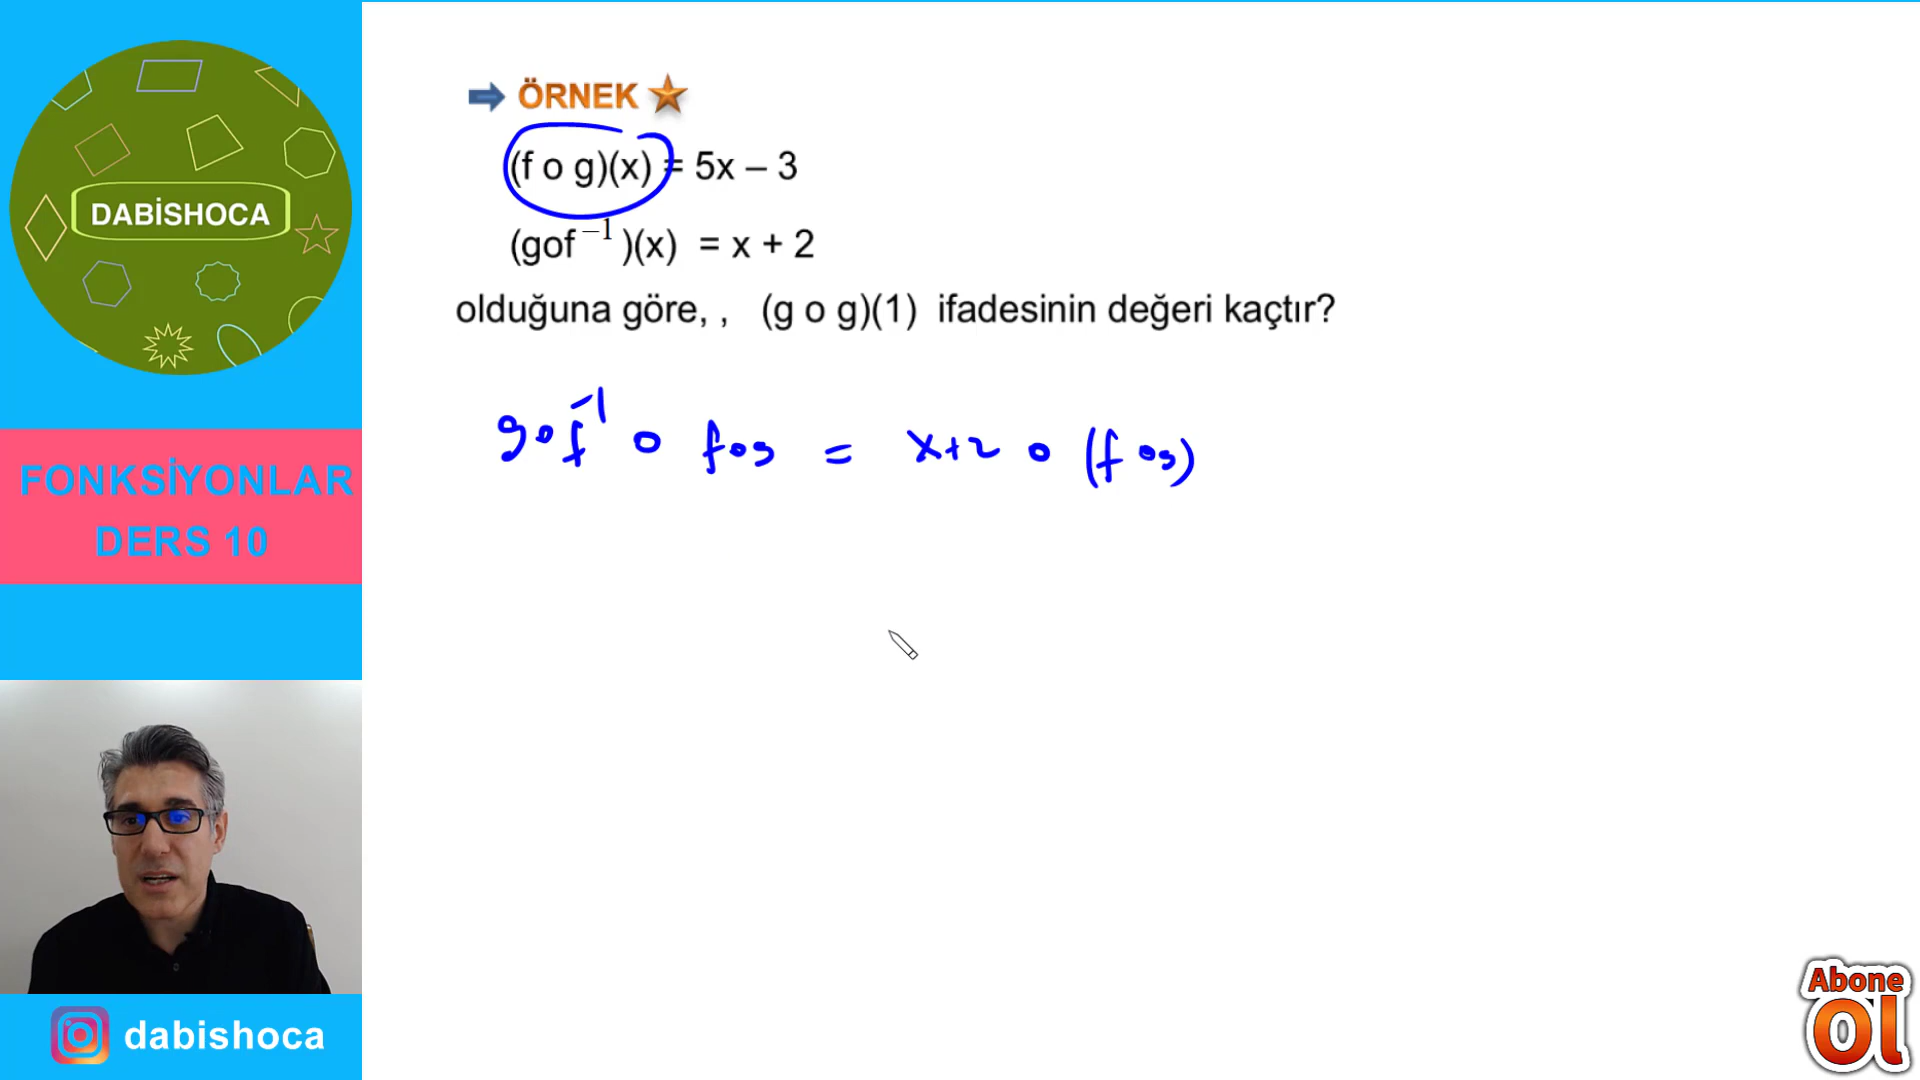 DABİSHOCA
FONKSİYONLAR
DERS 10
dabishoca
ÖRNEK
(f o g)(x) = 5x – 3
(gof⁻¹)(x) = x + 2
olduğuna göre, , (g o g)(1) ifadesinin değeri kaçtır?
gof⁻¹ o fog = x+2 o (fog)
Abone
Ol